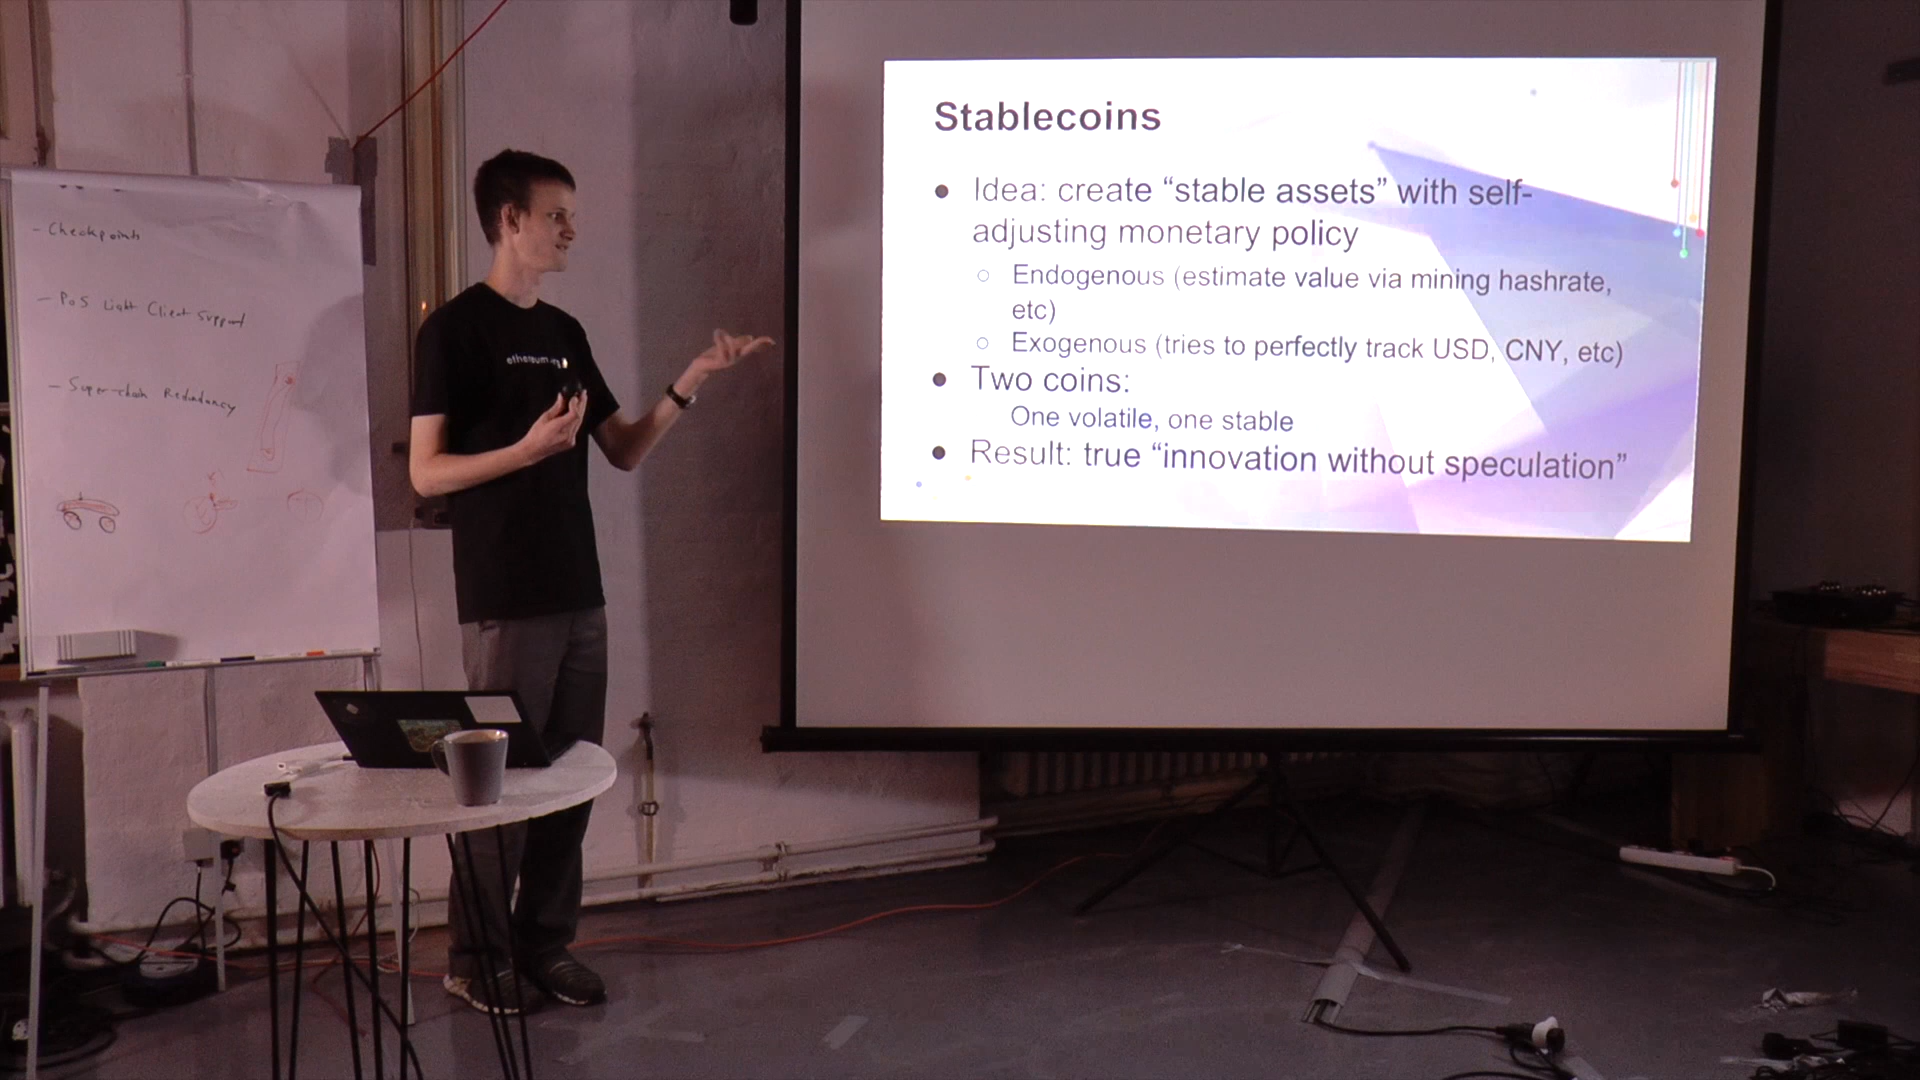 - Checkpoints
- PoS Light Client Support
- Super-chain Redundancy
ethereum.org
Stablecoins
● Idea: create “stable assets” with self-
adjusting monetary policy
○ Endogenous (estimate value via mining hashrate,
etc)
○ Exogenous (tries to perfectly track USD, CNY, etc)
● Two coins:
One volatile, one stable
● Result: true “innovation without speculation”